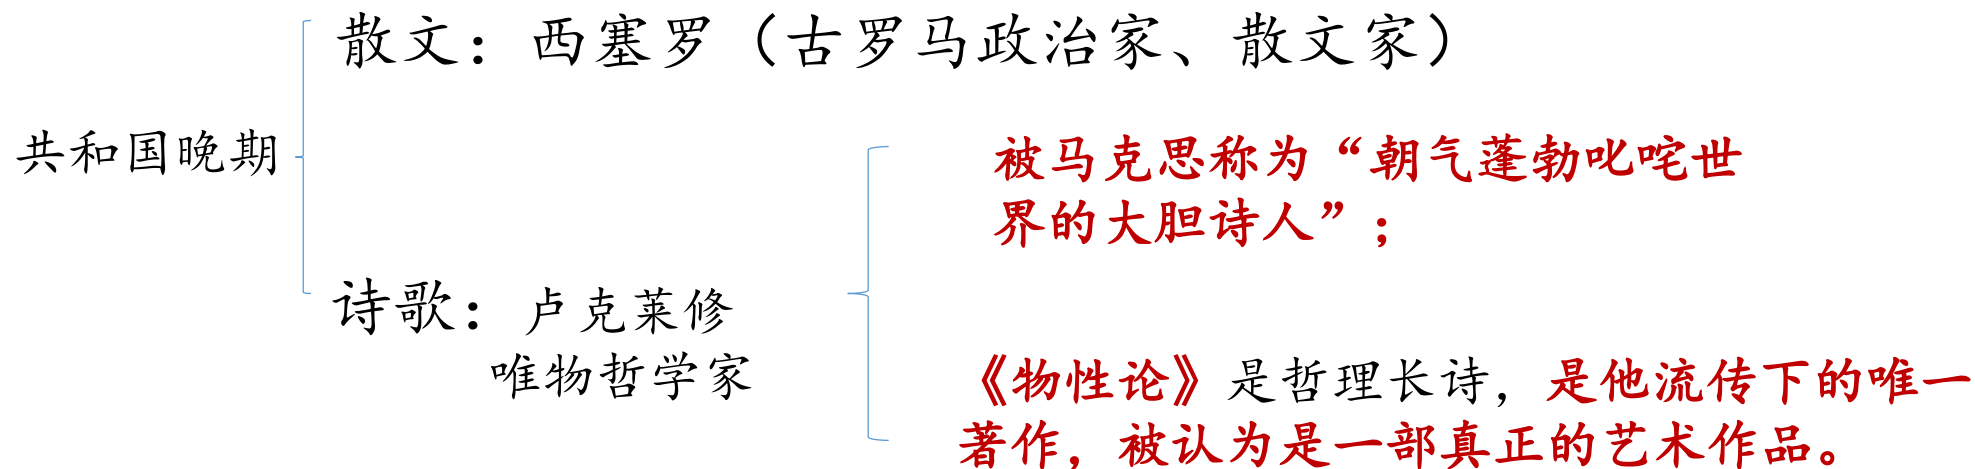 散文：西塞罗（古罗马政治家、散文家）
共和国晚期
被马克思称为“朝气蓬勃叱咤世
界的大胆诗人”；
诗歌：卢克莱修
唯物哲学家
《物性论》是哲理长诗，是他流传下的唯一
著作，被认为是一部真正的艺术作品。